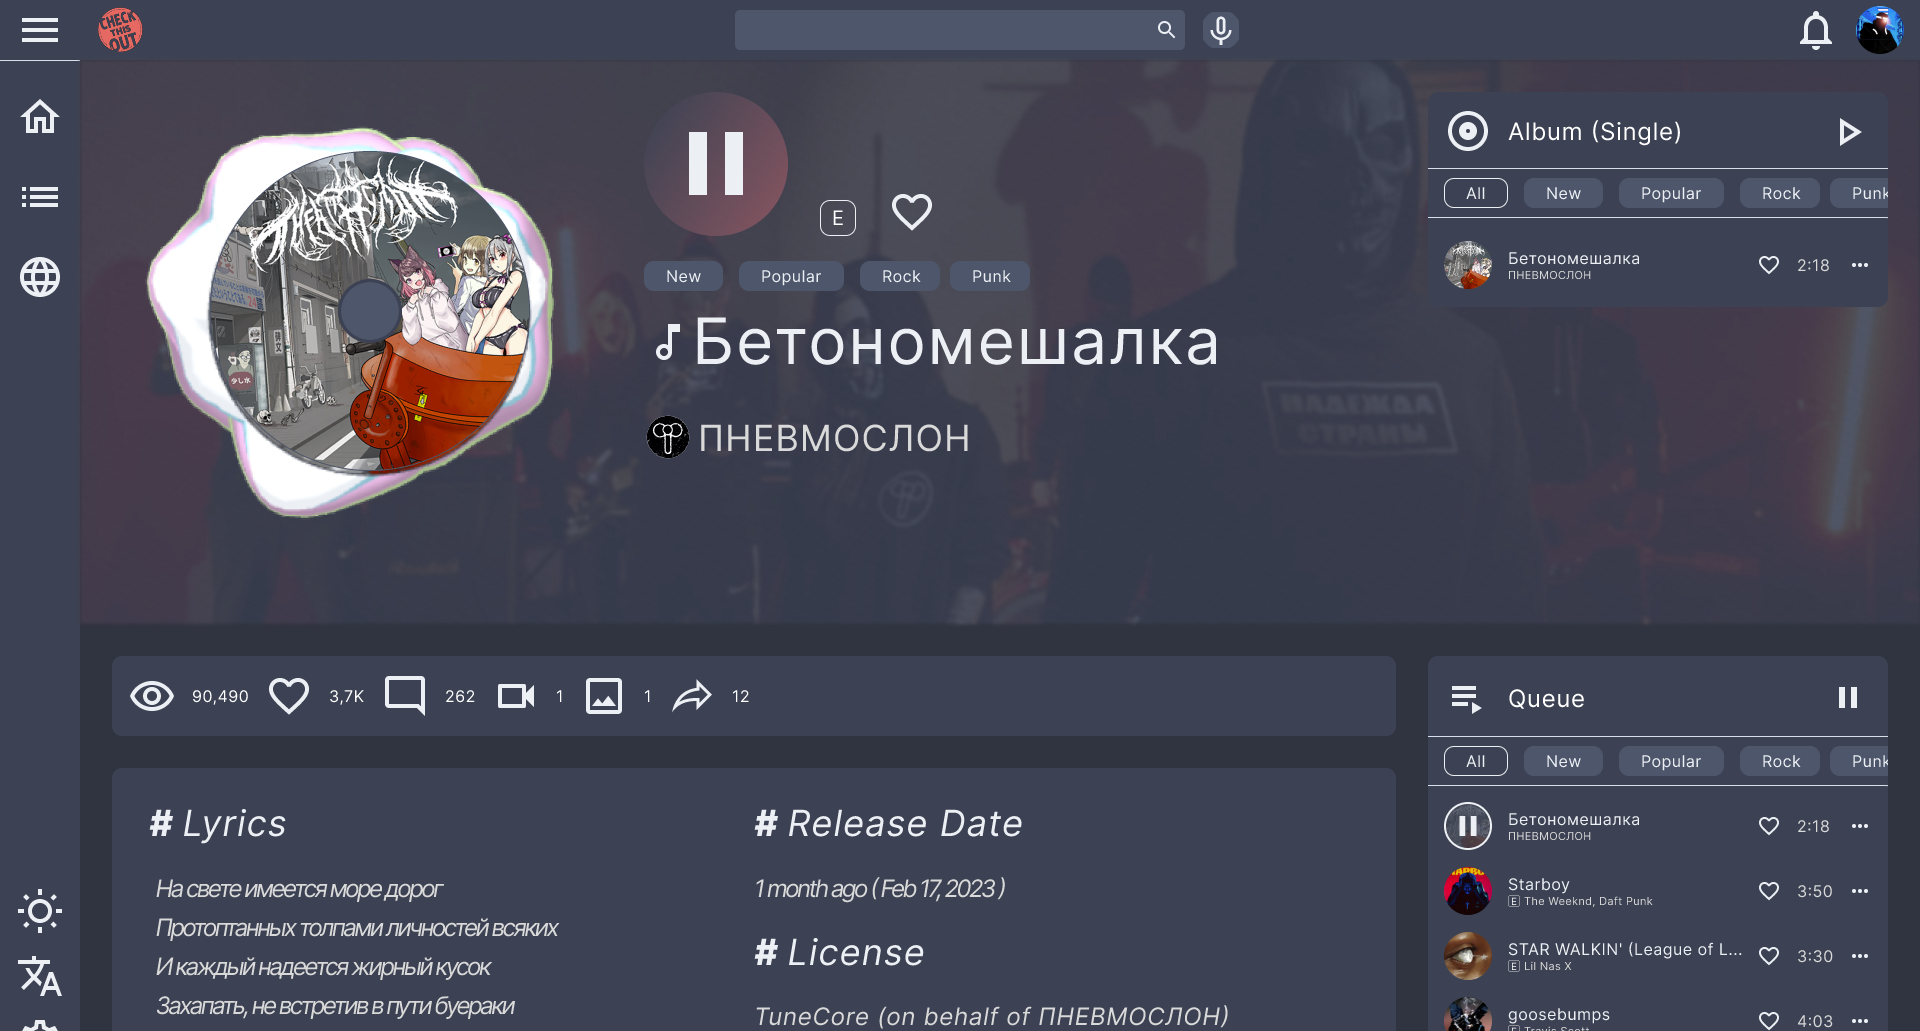 CHECK
THIS
OUT
E
New
Popular
Rock
Punk
Бетономешалка
ПНЕВМОСЛОН
НАДЕЖДА
СТРАНЫ
Album (Single)
All
New
Popular
Rock
Punk
Бетономешалка
2:18
ПНЕВМОСЛОН
90,490
3,7K
262
1
1
12
# Lyrics
На свете имеется море дорог
Протоптанных толпами личностей всяких
И каждый надеется жирный кусок
Захапать, не встретив в пути буераки
# Release Date
1 month ago ( Feb 17, 2023 )
# License
TuneCore (on behalf of ПНЕВМОСЛОН)
Queue
All
New
Popular
Rock
Punk
Бетономешалка
2:18
ПНЕВМОСЛОН
Starboy
3:50
E The Weeknd, Daft Punk
STAR WALKIN' (League of L...
3:30
E Lil Nas X
goosebumps
4:03
E Travis Scott